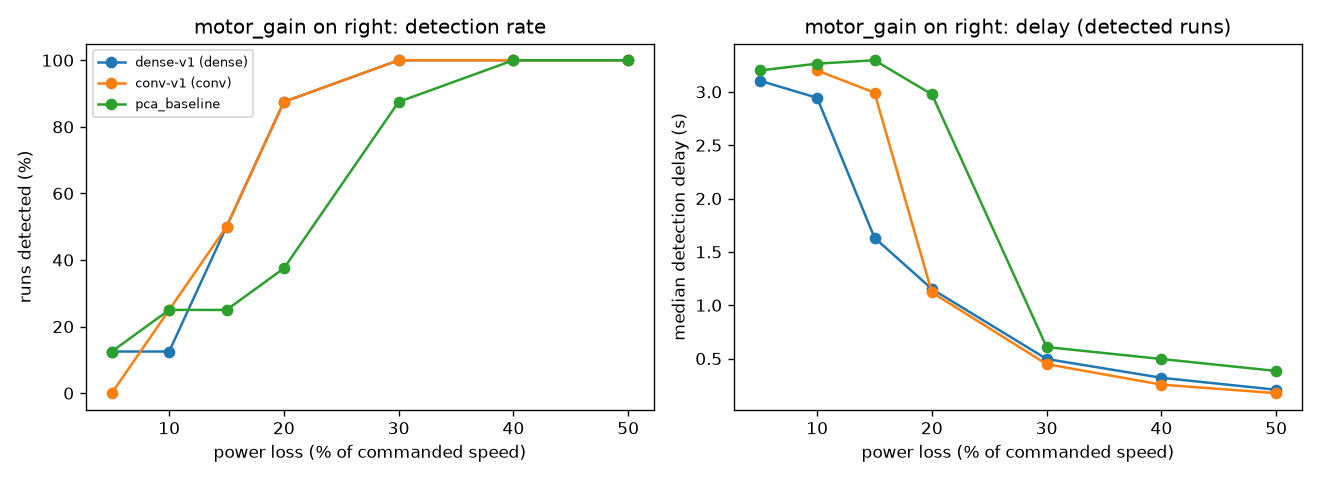 motor_gain on right: detection rate
runs detected (%)
100
80
60
40
20
0
dense-v1 (dense)
conv-v1 (conv)
pca_baseline
10 20 30 40 50
power loss (% of commanded speed)
motor_gain on right: delay (detected runs)
median detection delay (s)
3.0
2.5
2.0
1.5
1.0
0.5
10 20 30 40 50
power loss (% of commanded speed)